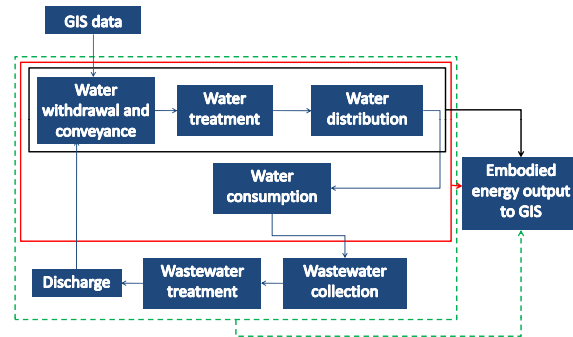 GIS data
Water
withdrawal and
conveyance
Water
treatment
Water
distribution
Water
consumption
Embodied
energy output
to GIS
Discharge
Wastewater
treatment
Wastewater
collection